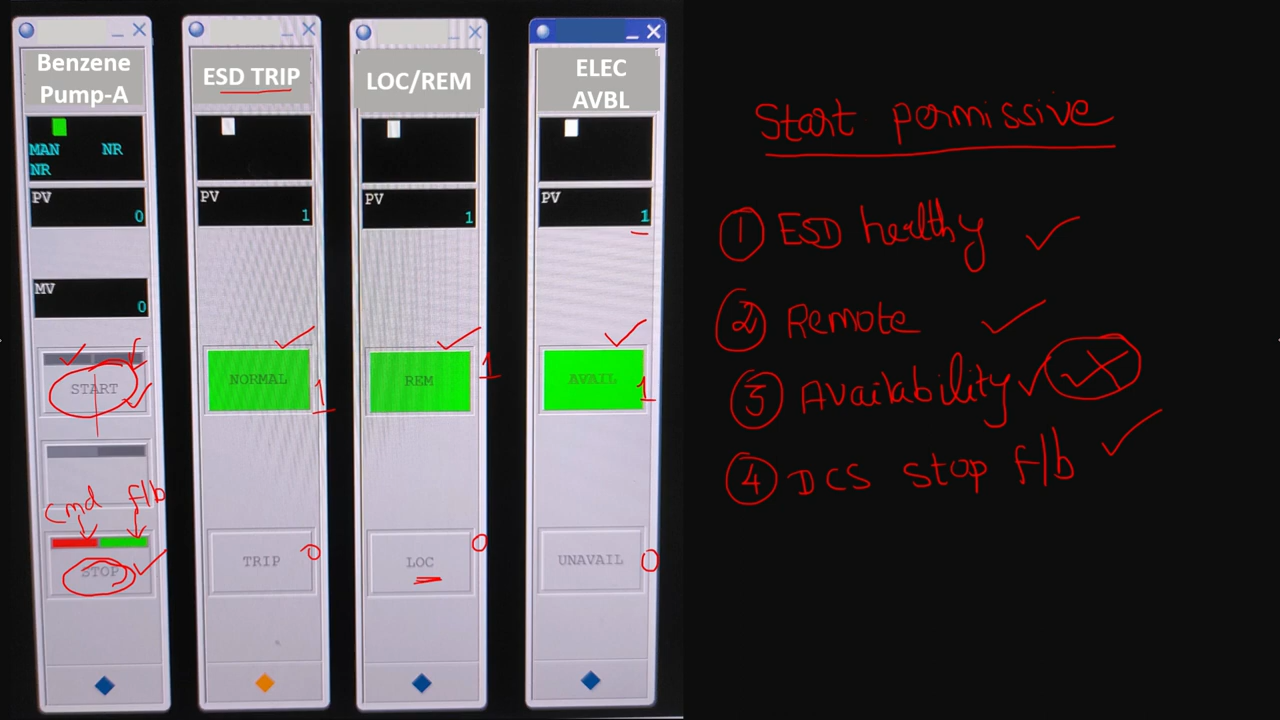 Benzene
Pump-A
MAN NR
NR
PV
0
MV
0
START
cmd f/b
STOP
ESD TRIP
PV
1
NORMAL
1
TRIP
0
LOC/REM
PV
1
REM
1
LOC
0
ELEC
AVBL
PV
1
AVAIL
1
UNAVAIL
0
Start permissive
① ESD healthy ✓
② Remote ✓
③ Availability ✓
④ DCS stop f/b ✓